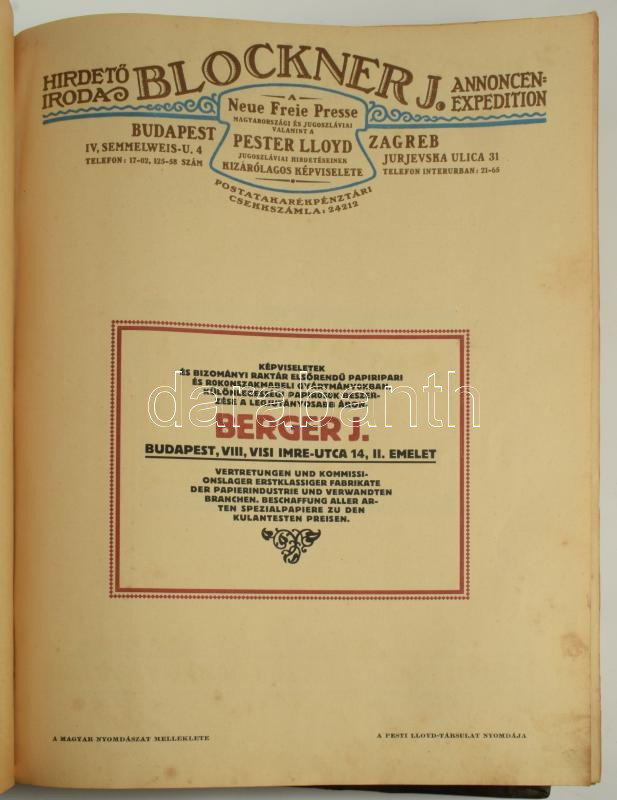 HIRDETŐ IRODA BLOCKNER J. ANNONCEN= EXPEDITION
A
Neue Freie Presse
MAGYARORSZÁGI ÉS JUGOSZLÁVIAI
VALAMINT A
PESTER LLOYD
JUGOSZLÁVIAI HIRDETÉSEINEK
KIZÁRÓLAGOS KÉPVISELETE
BUDAPEST
IV, SEMMELWEIS-U. 4
TELEFON: 17-02, 125-58 SZÁM
ZAGREB
JURJEVSKA ULICA 31
TELEFON INTERURBAN: 21-65
POSTATAKARÉKPÉNZTÁRI
CSEKKSZÁMLA: 24212
KÉPVISELETEK
ÉS BIZOMÁNYI RAKTÁR ELSŐRENDŰ PAPIRIPARI
ÉS ROKONSZAKMABELI GYÁRTMÁNYOKBAN.
KÜLÖNLEGESSÉGI PAPIROSOK BESZER-
ZÉSE A LEGJUTÁNYOSABB ÁRON.
BERGER J.
BUDAPEST, VIII, VISI IMRE-UTCA 14, II. EMELET
VERTRETUNGEN UND KOMMISSI-
ONSLAGER ERSTKLASSIGER FABRIKATE
DER PAPIERINDUSTRIE UND VERWANDTEN
BRANCHEN. BESCHAFFUNG ALLER AR-
TEN SPEZIALPAPIERE ZU DEN
KULANTESTEN PREISEN.
darabanth
A MAGYAR NYOMDÁSZAT MELLEKLETE
A PESTI LLOYD-TÁRSULAT NYOMDÁJA